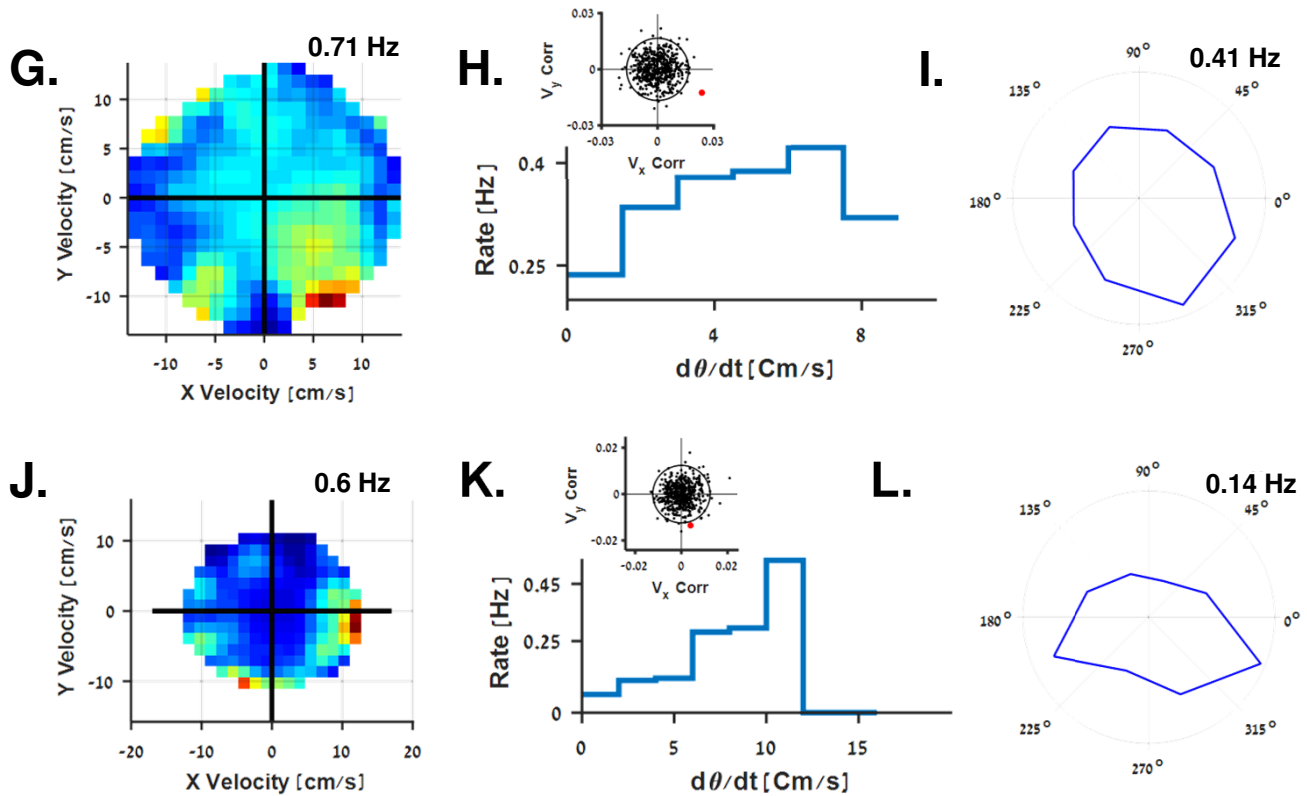 G.
0.71 Hz
Y Velocity [cm/s]
10
5
0
-5
-10
-10
-5
0
5
10
X Velocity [cm/s]
H.
0.03
0
-0.03
Vy Corr
-0.03
0
0.03
Vx Corr
Rate [Hz]
0.4
0.25
0
4
8
dθ/dt [Cm/s]
I.
0.41 Hz
90°
135°
45°
180°
0°
225°
315°
270°
J.
0.6 Hz
Y Velocity [cm/s]
10
0
-10
-20
-10
0
10
20
X Velocity [cm/s]
K.
0.02
0
-0.02
Vy Corr
-0.02
0
0.02
Vx Corr
Rate [Hz]
0.45
0.25
0
0
5
10
15
dθ/dt [Cm/s]
L.
0.14 Hz
90°
135°
45°
180°
0°
225°
315°
270°